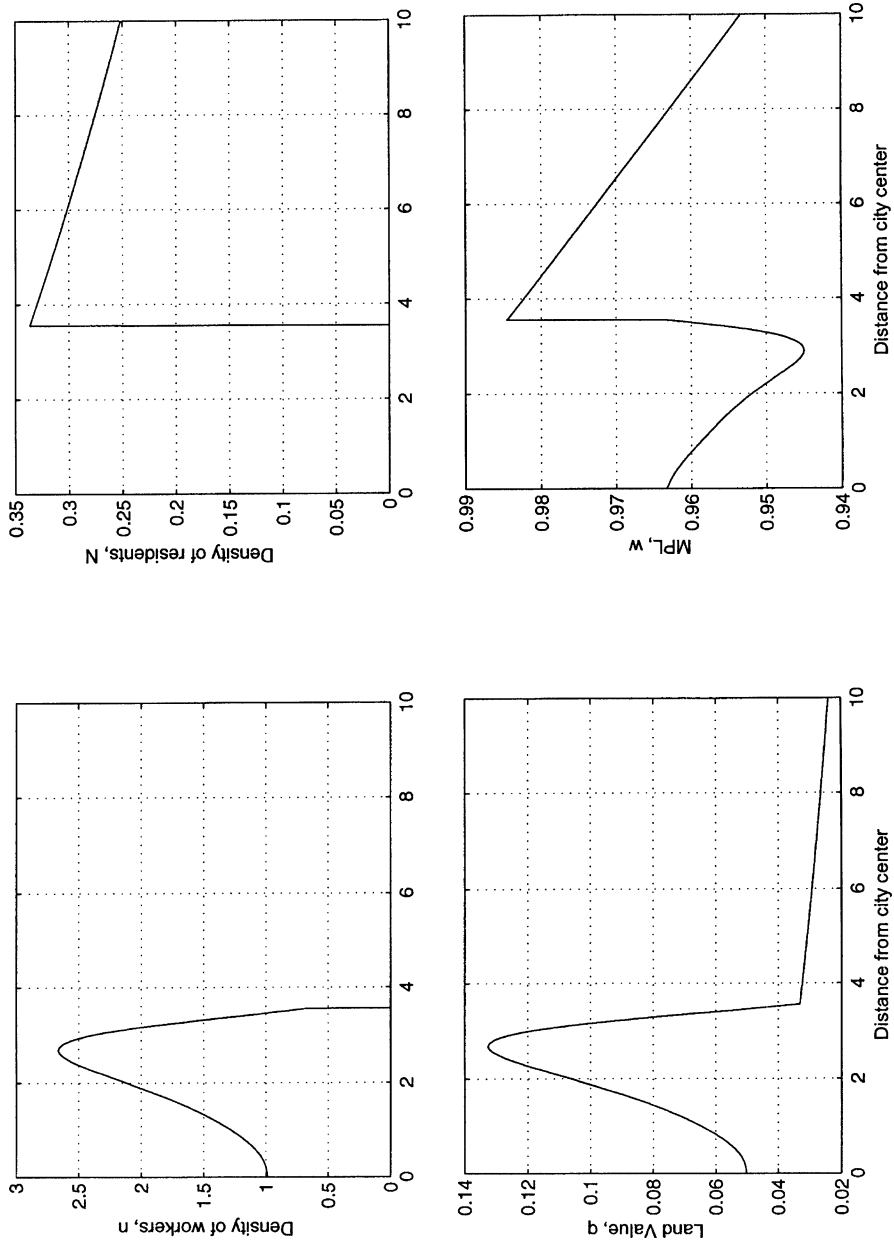 3
2.5
2
1.5
1
0.5
0
Density of workers, n
0 2 4 6 8 10
0.35
0.3
0.25
0.2
0.15
0.1
0.05
0
Density of residents, N
0 2 4 6 8 10
0.14
0.12
0.1
0.08
0.06
0.04
0.02
Land Value, q
0 2 4 6 8 10
Distance from city center
0.99
0.98
0.97
0.96
0.95
0.94
MPL, w
0 2 4 6 8 10
Distance from city center